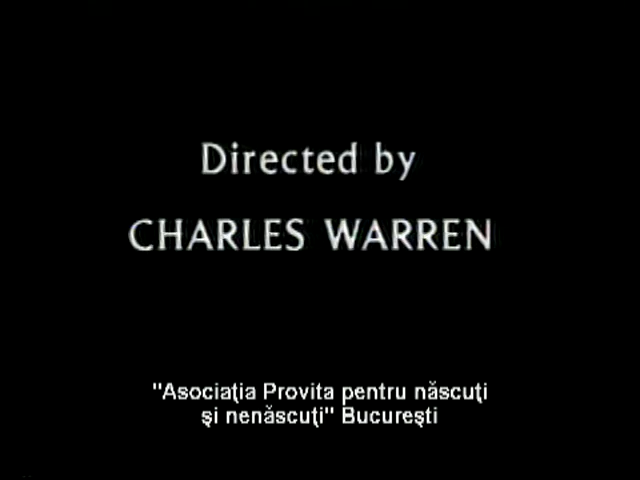 Directed by
CHARLES WARREN
"Asociaţia Provita pentru născuţi
şi nenăscuţi" Bucureşti